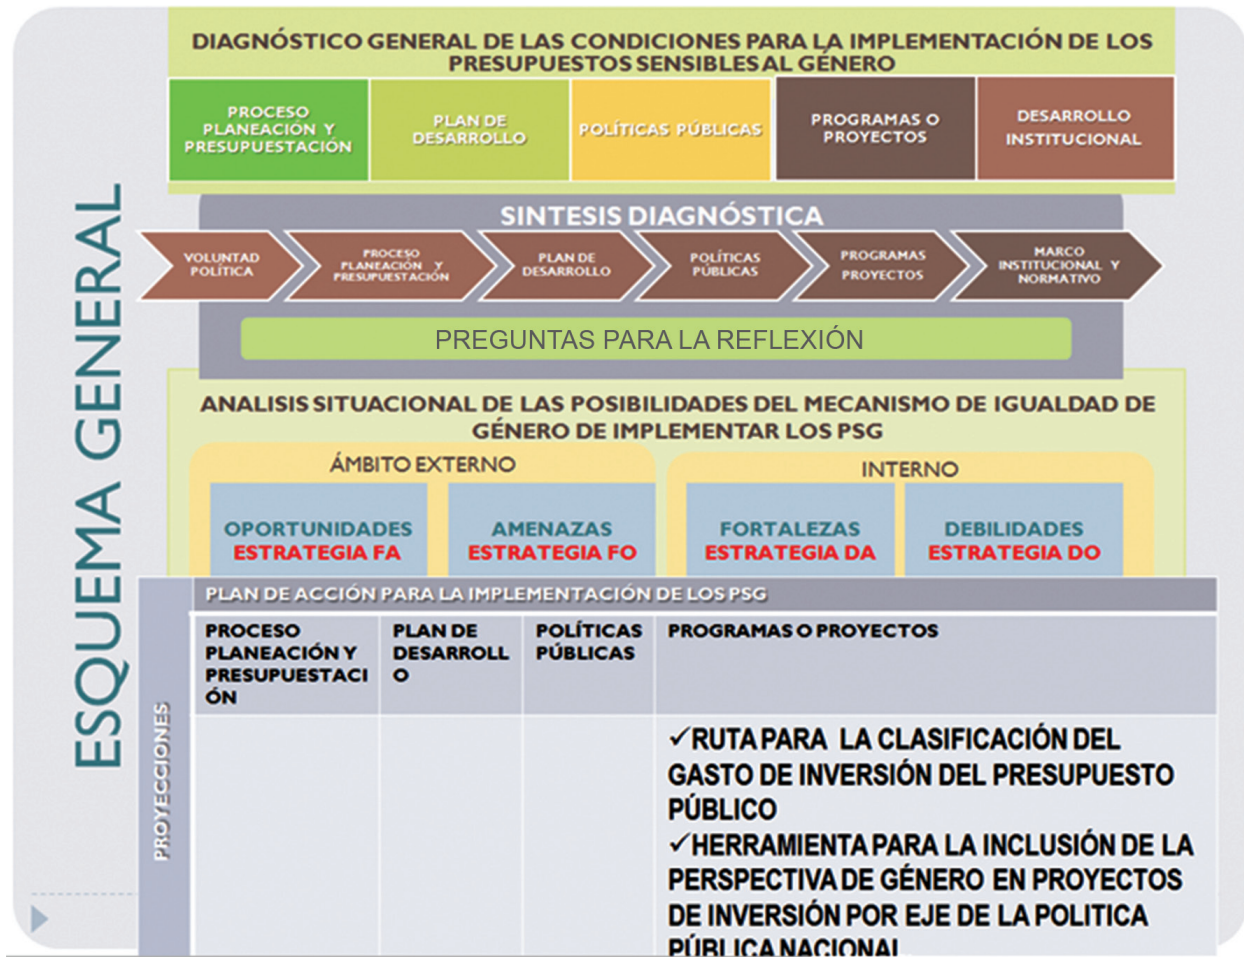 ESQUEMA GENERAL
DIAGNÓSTICO GENERAL DE LAS CONDICIONES PARA LA IMPLEMENTACIÓN DE LOS
PRESUPUESTOS SENSIBLES AL GÉNERO
PROCESO
PLANEACIÓN Y
PRESUPUESTACIÓN
PLAN DE
DESARROLLO
POLÍTICAS PÚBLICAS
PROGRAMAS O
PROYECTOS
DESARROLLO
INSTITUCIONAL
SINTESIS DIAGNÓSTICA
VOLUNTAD
POLÍTICA
PROCESO
PLANEACIÓN Y
PRESUPUESTACIÓN
PLAN DE
DESARROLLO
POLÍTICAS
PÚBLICAS
PROGRAMAS
PROYECTOS
MARCO
INSTITUCIONAL Y
NORMATIVO
PREGUNTAS PARA LA REFLEXIÓN
ANALISIS SITUACIONAL DE LAS POSIBILIDADES DEL MECANISMO DE IGUALDAD DE
GÉNERO DE IMPLEMENTAR LOS PSG
ÁMBITO EXTERNO
INTERNO
OPORTUNIDADES
ESTRATEGIA FA
AMENAZAS
ESTRATEGIA FO
FORTALEZAS
ESTRATEGIA DA
DEBILIDADES
ESTRATEGIA DO
PROYECCIONES
PLAN DE ACCIÓN PARA LA IMPLEMENTACIÓN DE LOS PSG
PROCESO
PLANEACIÓN Y
PRESUPUESTACI
ÓN
PLAN DE
DESARROLL
O
POLÍTICAS
PÚBLICAS
PROGRAMAS O PROYECTOS
✓RUTA PARA LA CLASIFICACIÓN DEL
GASTO DE INVERSIÓN DEL PRESUPUESTO
PÚBLICO
✓HERRAMIENTA PARA LA INCLUSIÓN DE LA
PERSPECTIVA DE GÉNERO EN PROYECTOS
DE INVERSIÓN POR EJE DE LA POLITICA
PÚBLICA NACIONAL